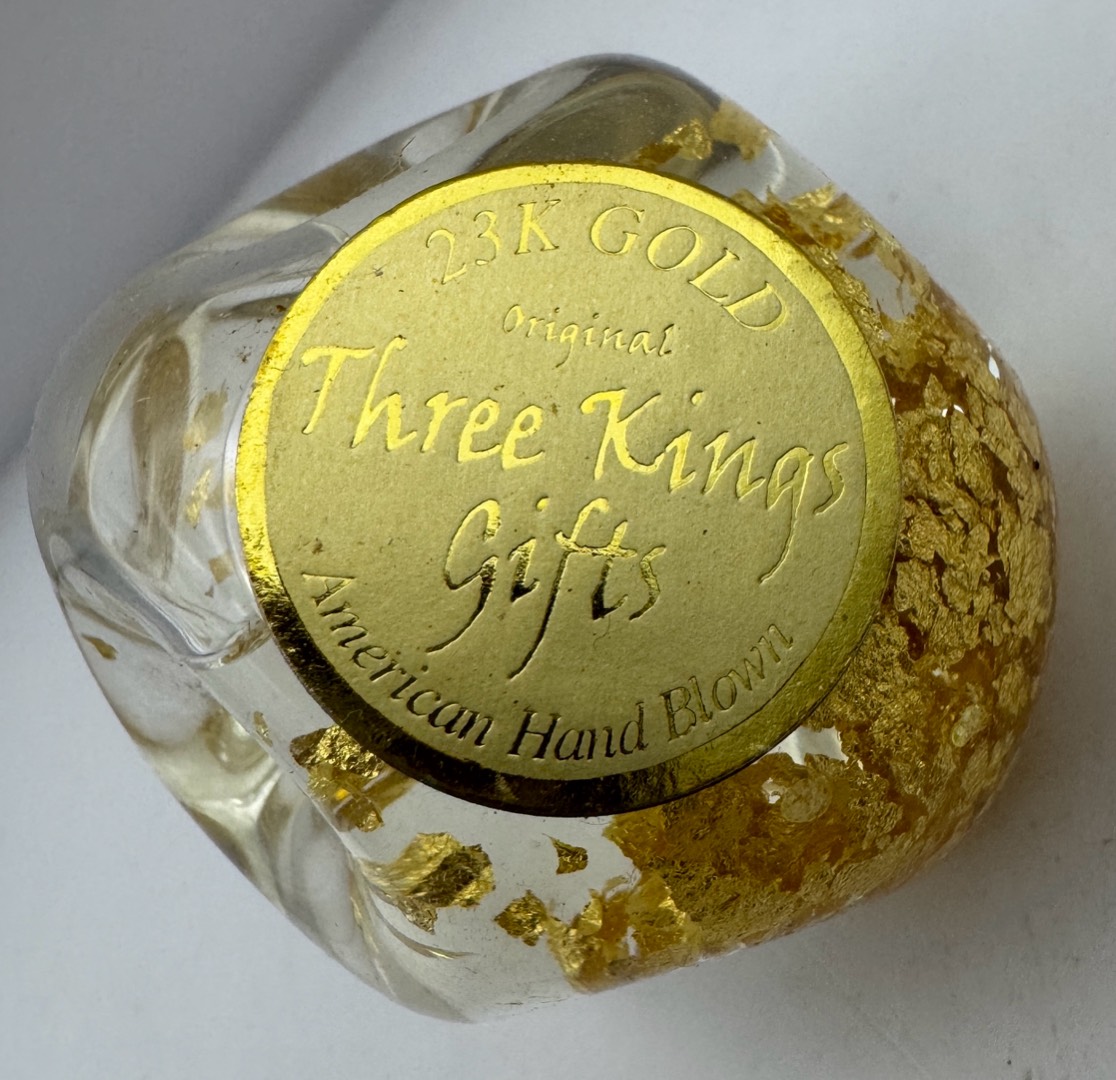 23K GOLD
Original
Three Kings
Gifts
American Hand Blown